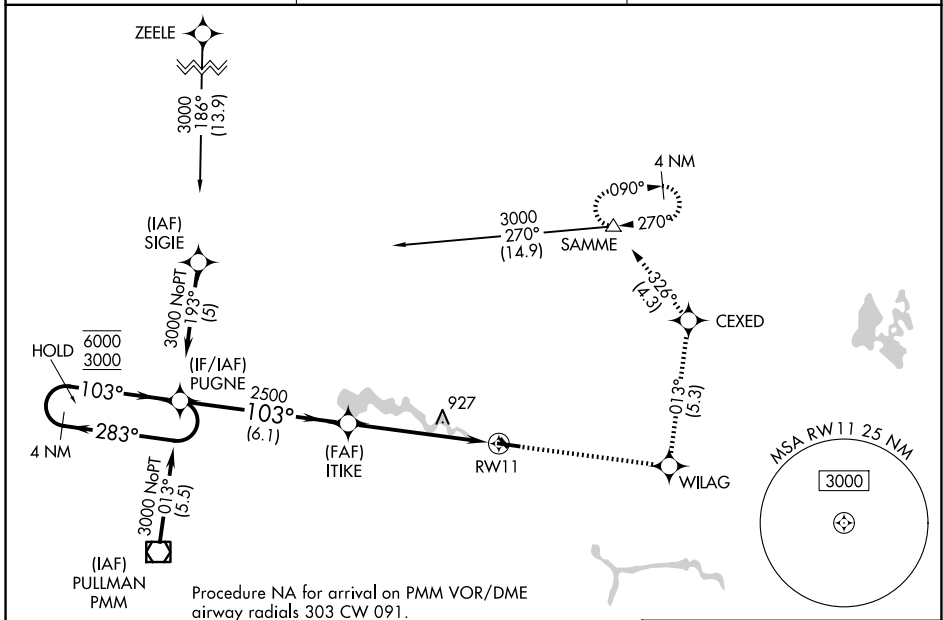 ZEELE
3000
186°
(13.9)
4 NM
090°
270°
3000
270°
(14.9)
SAMME
(IAF)
SIGIE
3000 NoPT
193°
(5)
326°
(4.3)
CEXED
HOLD
6000
3000
(IF/IAF)
PUGNE
103°
2500
103°
(6.1)
927
013°
(5.3)
283°
4 NM
(FAF)
ITIKE
RW11
WILAG
MSA RW11 25 NM
3000
3000 NoPT
013°
(5.5)
(IAF)
PULLMAN
PMM
Procedure NA for arrival on PMM VOR/DME
airway radials 303 CW 091.